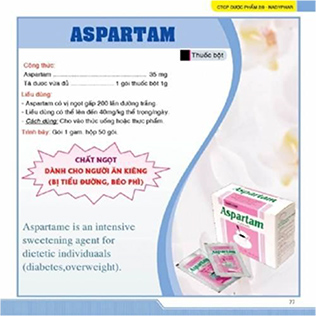 CTCP DƯỢC PHẨM 3/2 - NADYPHAR
ASPARTAM
Thuốc bột
Công thức:
Aspartam ........ 35 mg
Tá dược vừa đủ ........ 1 gói thuốc bột 1g
Liều dùng:
- Aspartam có vị ngọt gấp 200 lần đường trắng.
- Liều dùng có thể lên đến 40mg/kg thể trọng/ngày.
- Cách dùng: Cho vào thức uống hoặc thực phẩm.
Trình bày: Gói 1 gam. hộp 50 gói.
CHẤT NGỌT
DÀNH CHO NGƯỜI ĂN KIÊNG
(BỊ TIỂU ĐƯỜNG, BÉO PHÌ)
Aspartame is an intensive
sweetening agent for
dietetic individuaals
(diabetes,overweight).
Aspartam
Aspartam